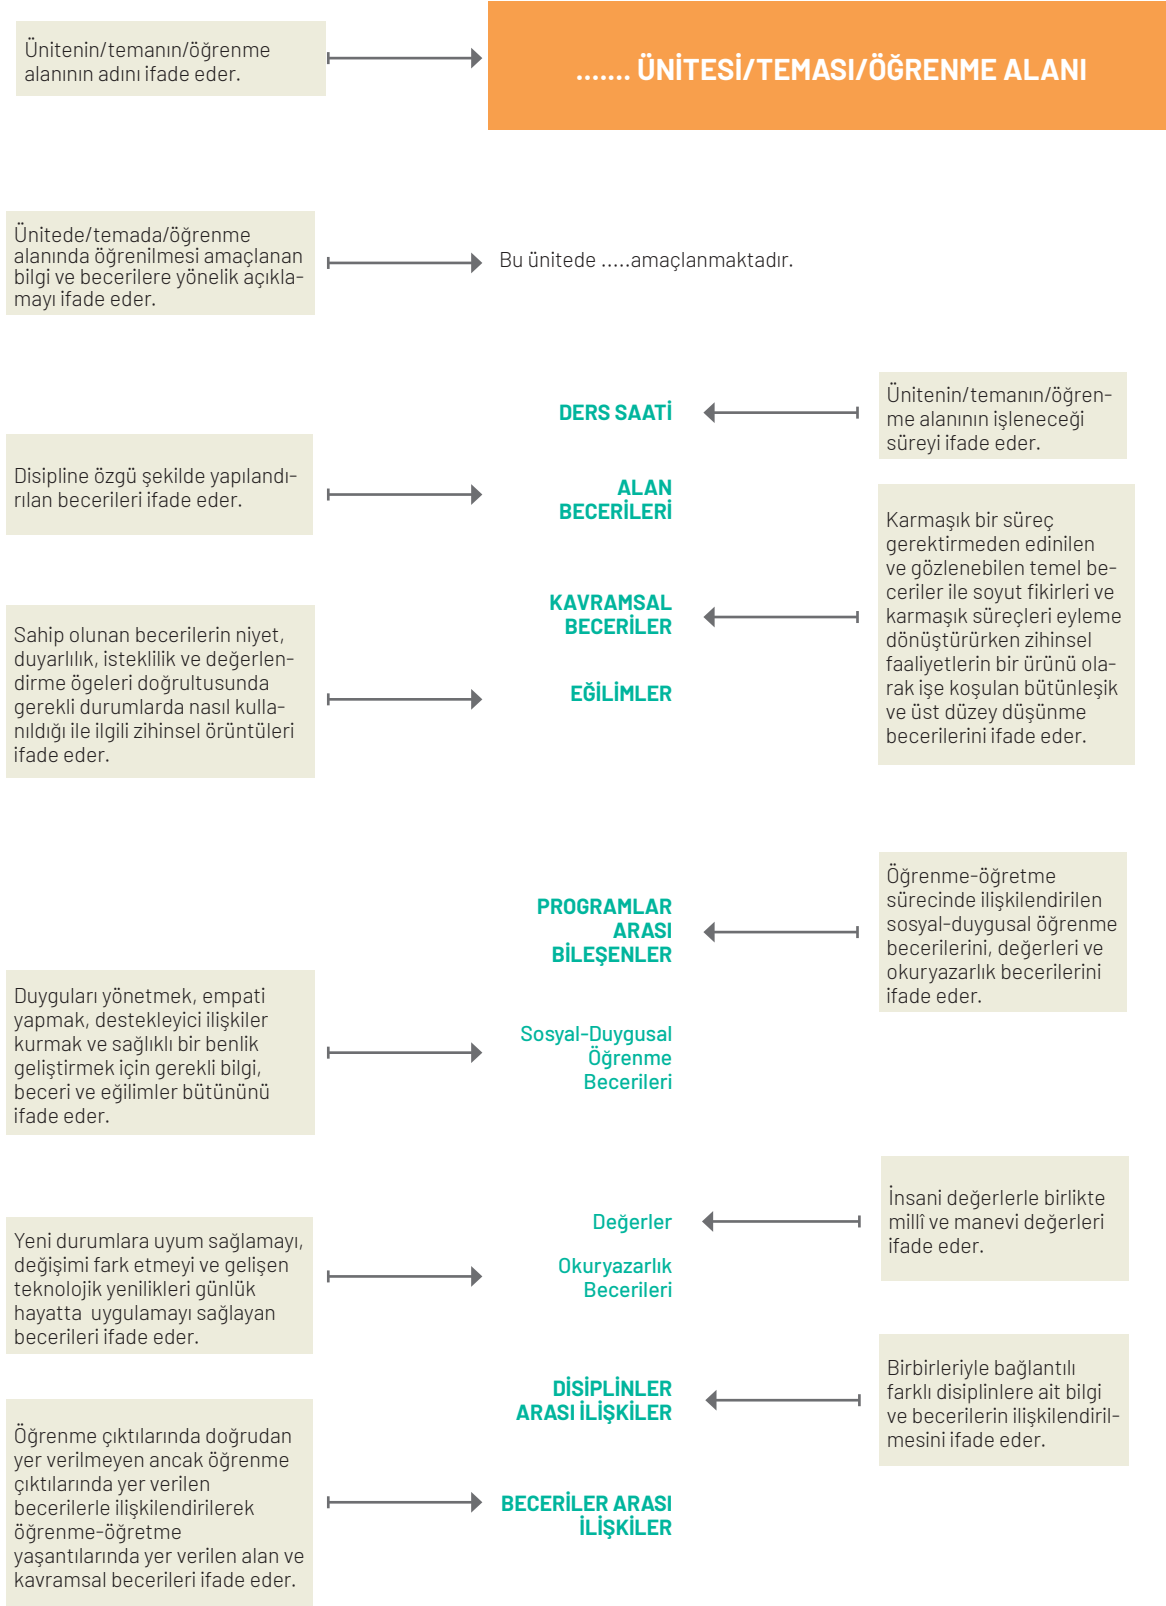 Ünitenin/temanın/öğrenme
alanının adını ifade eder.
....... ÜNİTESİ/TEMASI/ÖĞRENME ALANI
Ünitede/temada/öğrenme
alanında öğrenilmesi amaçlanan
bilgi ve becerilere yönelik açıkla-
mayı ifade eder.
Bu ünitede .....amaçlanmaktadır.
DERS SAATİ
Ünitenin/temanın/öğren-
me alanının işleneceği
süreyi ifade eder.
Disipline özgü şekilde yapılandı-
rılan becerileri ifade eder.
ALAN
BECERİLERİ
KAVRAMSAL
BECERİLER
Karmaşık bir süreç
gerektirmeden edinilen
ve gözlenebilen temel be-
ceriler ile soyut fikirleri ve
karmaşık süreçleri eyleme
dönüştürürken zihinsel
faaliyetlerin bir ürünü ola-
rak işe koşulan bütünleşik
ve üst düzey düşünme
becerilerini ifade eder.
Sahip olunan becerilerin niyet,
duyarlılık, isteklilik ve değerlen-
dirme ögeleri doğrultusunda
gerekli durumlarda nasıl kulla-
nıldığı ile ilgili zihinsel örüntüleri
ifade eder.
EĞİLİMLER
PROGRAMLAR
ARASI
BİLEŞENLER
Öğrenme-öğretme
sürecinde ilişkilendirilen
sosyal-duygusal öğrenme
becerilerini, değerleri ve
okuryazarlık becerilerini
ifade eder.
Duyguları yönetmek, empati
yapmak, destekleyici ilişkiler
kurmak ve sağlıklı bir benlik
geliştirmek için gerekli bilgi,
beceri ve eğilimler bütününü
ifade eder.
Sosyal-Duygusal
Öğrenme
Becerileri
Değerler
İnsani değerlerle birlikte
millî ve manevi değerleri
ifade eder.
Yeni durumlara uyum sağlamayı,
değişimi fark etmeyi ve gelişen
teknolojik yenilikleri günlük
hayatta  uygulamayı sağlayan
becerileri ifade eder.
Okuryazarlık
Becerileri
DİSİPLİNLER
ARASI İLİŞKİLER
Birbirleriyle bağlantılı
farklı disiplinlere ait bilgi
ve becerilerin ilişkilendiril-
mesini ifade eder.
Öğrenme çıktılarında doğrudan
yer verilmeyen ancak öğrenme
çıktılarında yer verilen
becerilerle ilişkilendirilerek
öğrenme-öğretme
yaşantılarında yer verilen alan ve
kavramsal becerileri ifade eder.
BECERİLER ARASI
İLİŞKİLER